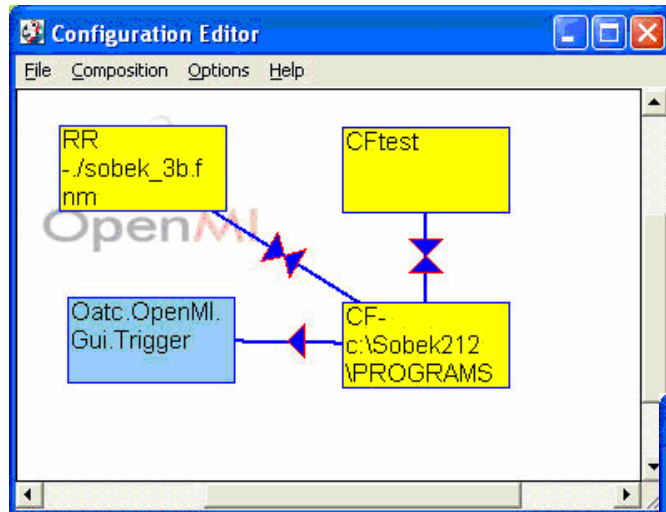 Configuration Editor
File Composition Options Help
RR
-./sobek_3b.f
nm
CFtest
OpenMI
Oatc.OpenMI.
Gui.Trigger
CF-
c:\Sobek212
\PROGRAMS